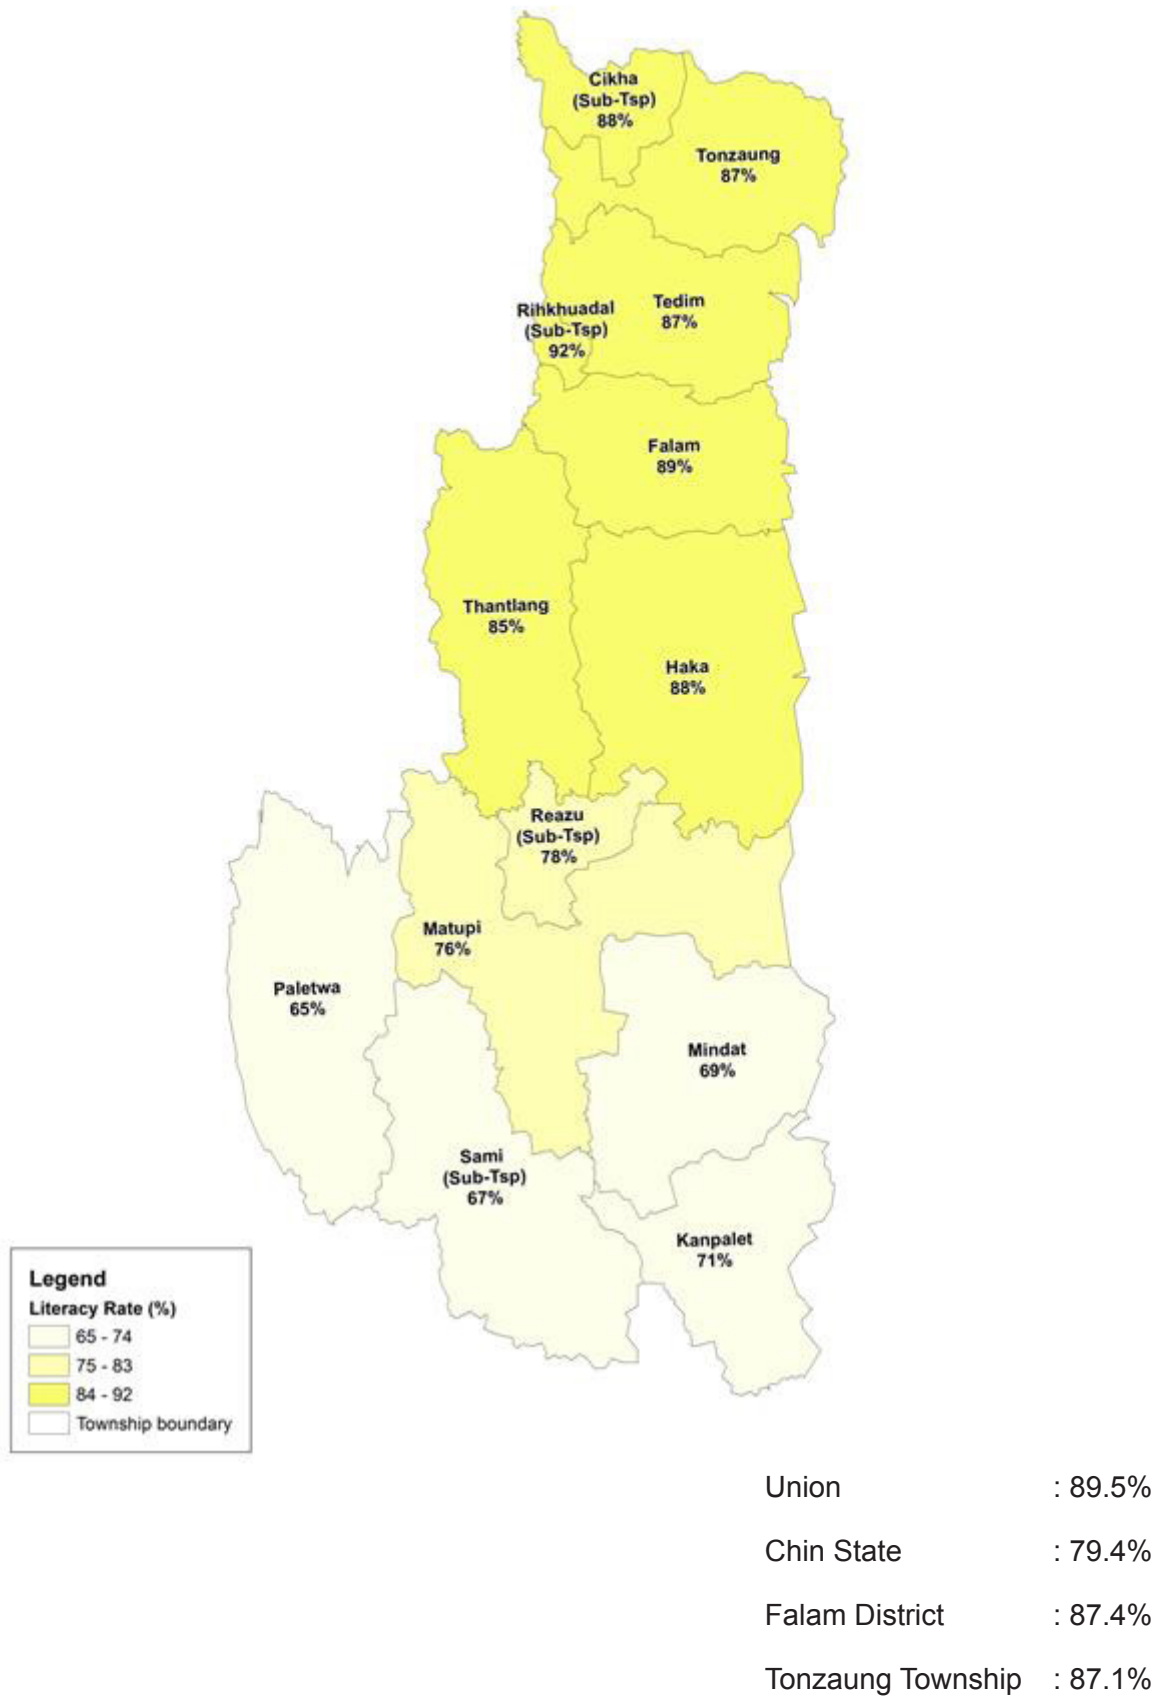 Cikha
(Sub-Tsp)
88%
Tonzaung
87%
Rihkhuadal
(Sub-Tsp)
92%
Tedim
87%
Falam
89%
Thantlang
85%
Haka
88%
Reazu
(Sub-Tsp)
78%
Matupi
76%
Paletwa
65%
Mindat
69%
Sami
(Sub-Tsp)
67%
Kanpalet
71%
Legend
Literacy Rate (%)
65 - 74
75 - 83
84 - 92
Township boundary
Union : 89.5%
Chin State : 79.4%
Falam District : 87.4%
Tonzaung Township : 87.1%